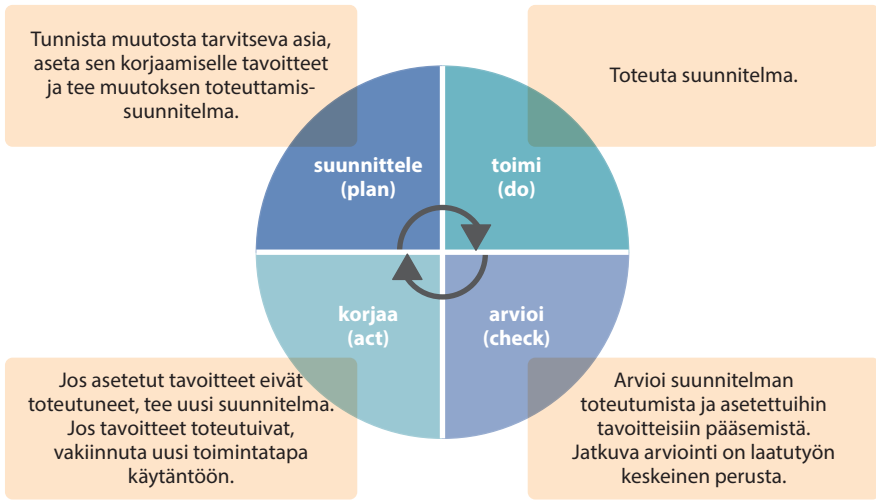 Tunnista muutosta tarvitseva asia,
aseta sen korjaamiselle tavoitteet
ja tee muutoksen toteuttamis-
suunnitelma.
Toteuta suunnitelma.
suunnittele
(plan)
toimi
(do)
korjaa
(act)
arvioi
(check)
Jos asetetut tavoitteet eivät
toteutuneet, tee uusi suunnitelma.
Jos tavoitteet toteutuivat,
vakiinnuta uusi toimintatapa
käytäntöön.
Arvioi suunnitelman
toteutumista ja asetettuihin
tavoitteisiin pääsemistä.
Jatkuva arviointi on laatutyön
keskeinen perusta.